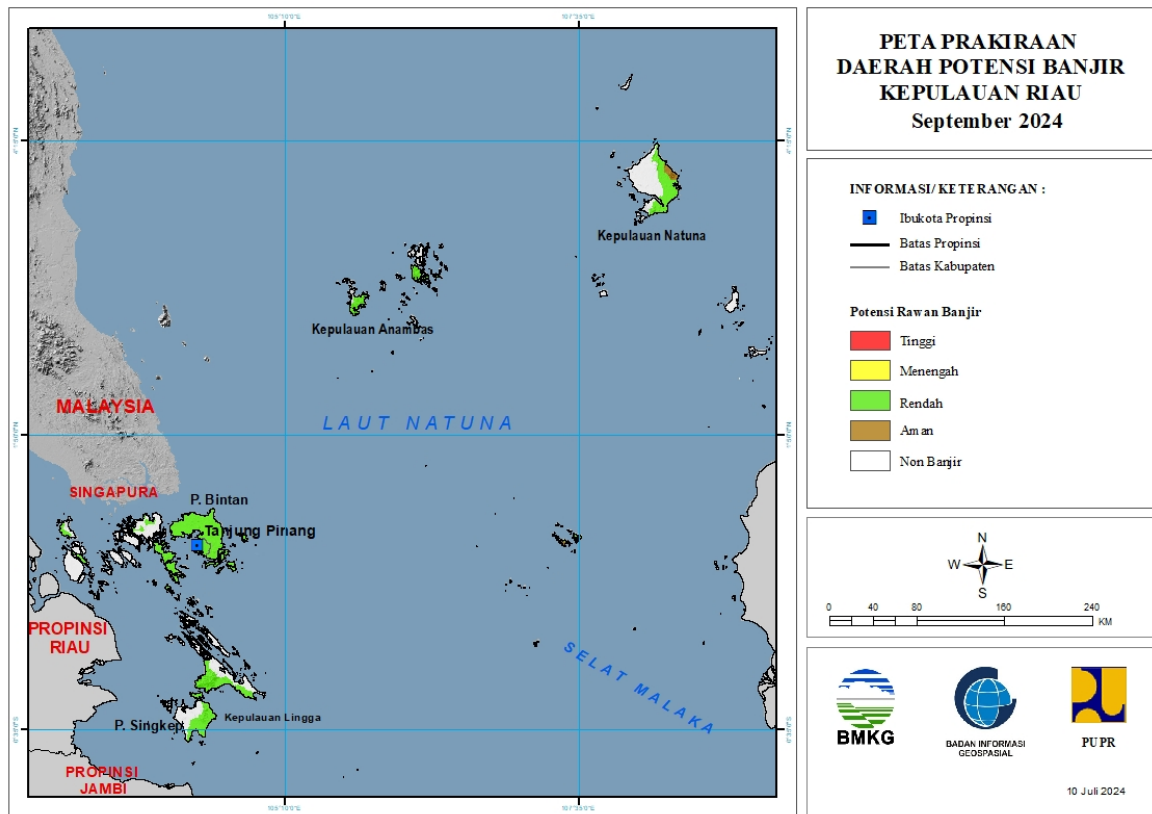 PETA PRAKIRAAN
DAERAH POTENSI BANJIR
KEPULAUAN RIAU
September 2024
INFORMASI/ KETERANGAN :
Ibukota Propinsi
Batas Propinsi
Batas Kabupaten
Potensi Rawan Banjir
Tinggi
Menengah
Rendah
Aman
Non Banjir
N
W E
S
0 40 80 160 240
KM
BMKG
BADAN INFORMASI
GEOSPASIAL
PUPR
10 Juli 2024
Kepulauan Natuna
Kepulauan Anambas
MALAYSIA
LAUT NATUNA
SINGAPURA
P. Bintan
Tanjung Pinang
PROPINSI
RIAU
SELAT MALAKA
Kepulauan Lingga
P. Singkep
PROPINSI
JAMBI